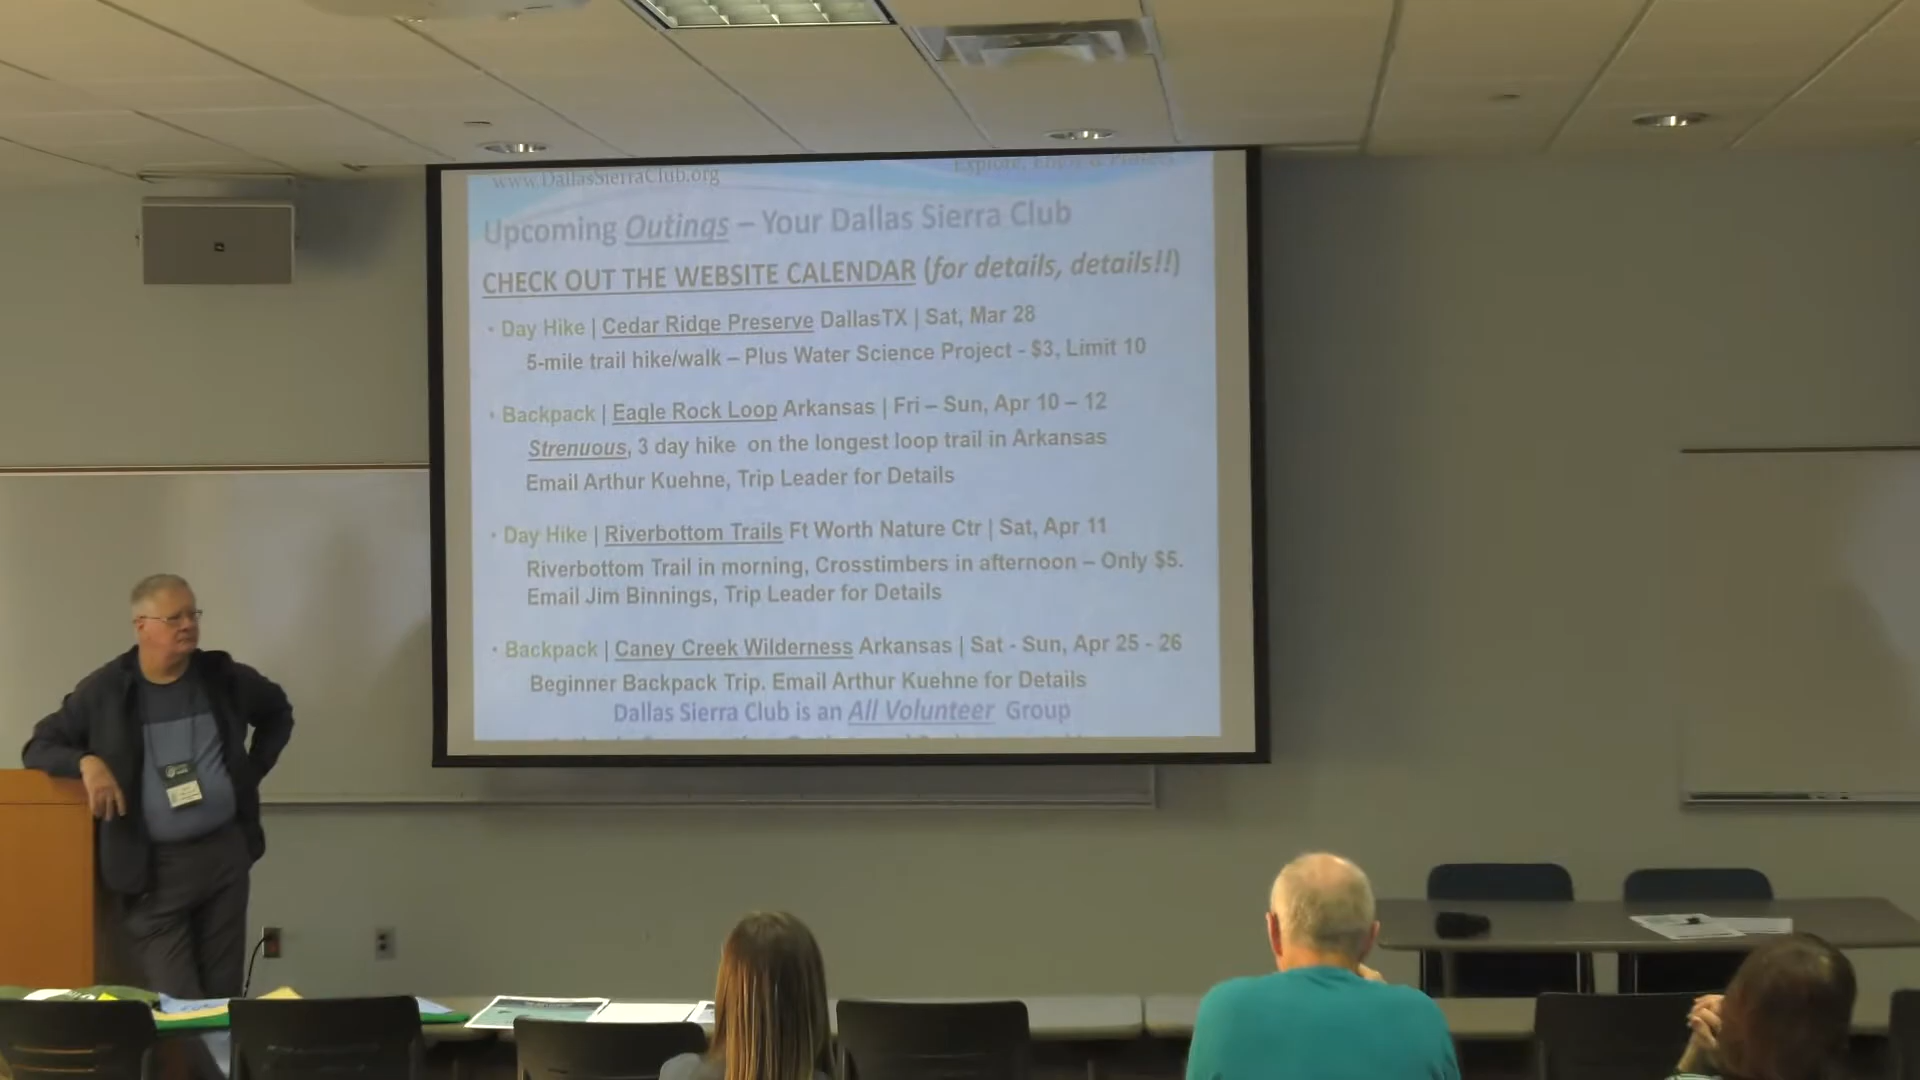 www.DallasSierraClub.org
Explore, Enjoy & Protect
Upcoming Outings – Your Dallas Sierra Club
CHECK OUT THE WEBSITE CALENDAR (for details, details!!)
• Day Hike | Cedar Ridge Preserve DallasTX | Sat, Mar 28
5-mile trail hike/walk – Plus Water Science Project - $3, Limit 10
• Backpack | Eagle Rock Loop Arkansas | Fri – Sun, Apr 10 – 12
Strenuous, 3 day hike on the longest loop trail in Arkansas
Email Arthur Kuehne, Trip Leader for Details
• Day Hike | Riverbottom Trails Ft Worth Nature Ctr | Sat, Apr 11
Riverbottom Trail in morning, Crosstimbers in afternoon – Only $5.
Email Jim Binnings, Trip Leader for Details
• Backpack | Caney Creek Wilderness Arkansas | Sat - Sun, Apr 25 - 26
Beginner Backpack Trip. Email Arthur Kuehne for Details
Dallas Sierra Club is an All Volunteer Group